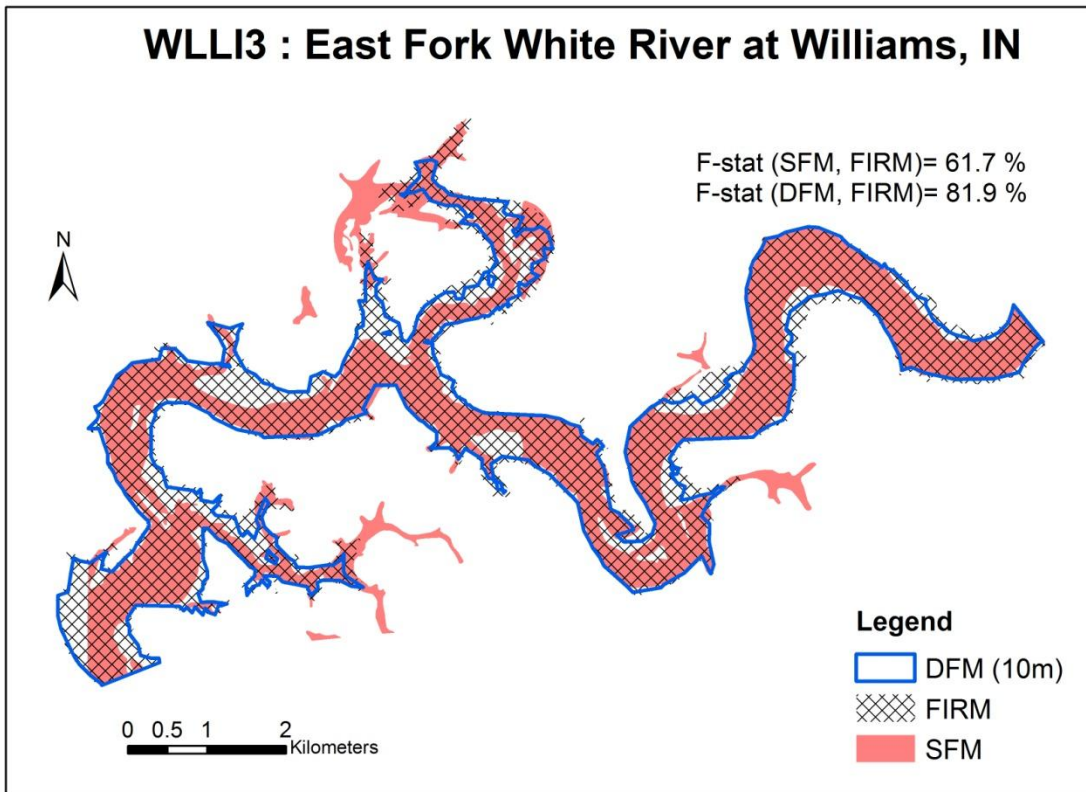 WLLI3 : East Fork White River at Williams, IN
F-stat (SFM, FIRM)= 61.7 %
F-stat (DFM, FIRM)= 81.9 %
N
Legend
DFM (10m)
FIRM
SFM
0 0.5 1 2
Kilometers